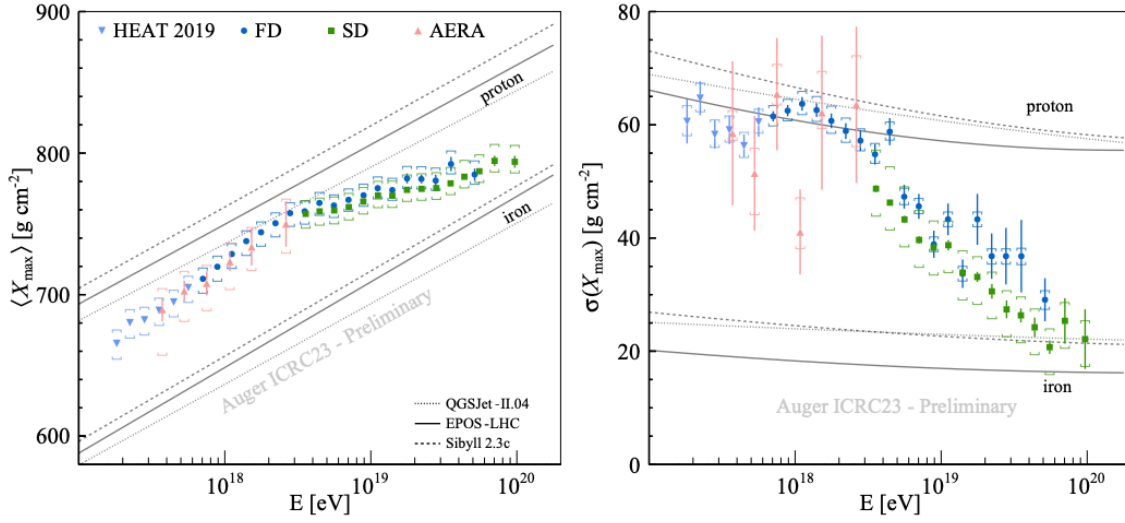 900
800
700
600
⟨Xmax⟩ [g cm-2]
HEAT 2019
FD
SD
AERA
proton
iron
Auger ICRC23 - Preliminary
QGSJet-II.04
EPOS-LHC
Sibyll 2.3c
10^18
10^19
10^20
E [eV]
80
60
40
20
0
σ(Xmax) [g cm-2]
proton
iron
Auger ICRC23 - Preliminary
10^18
10^19
10^20
E [eV]